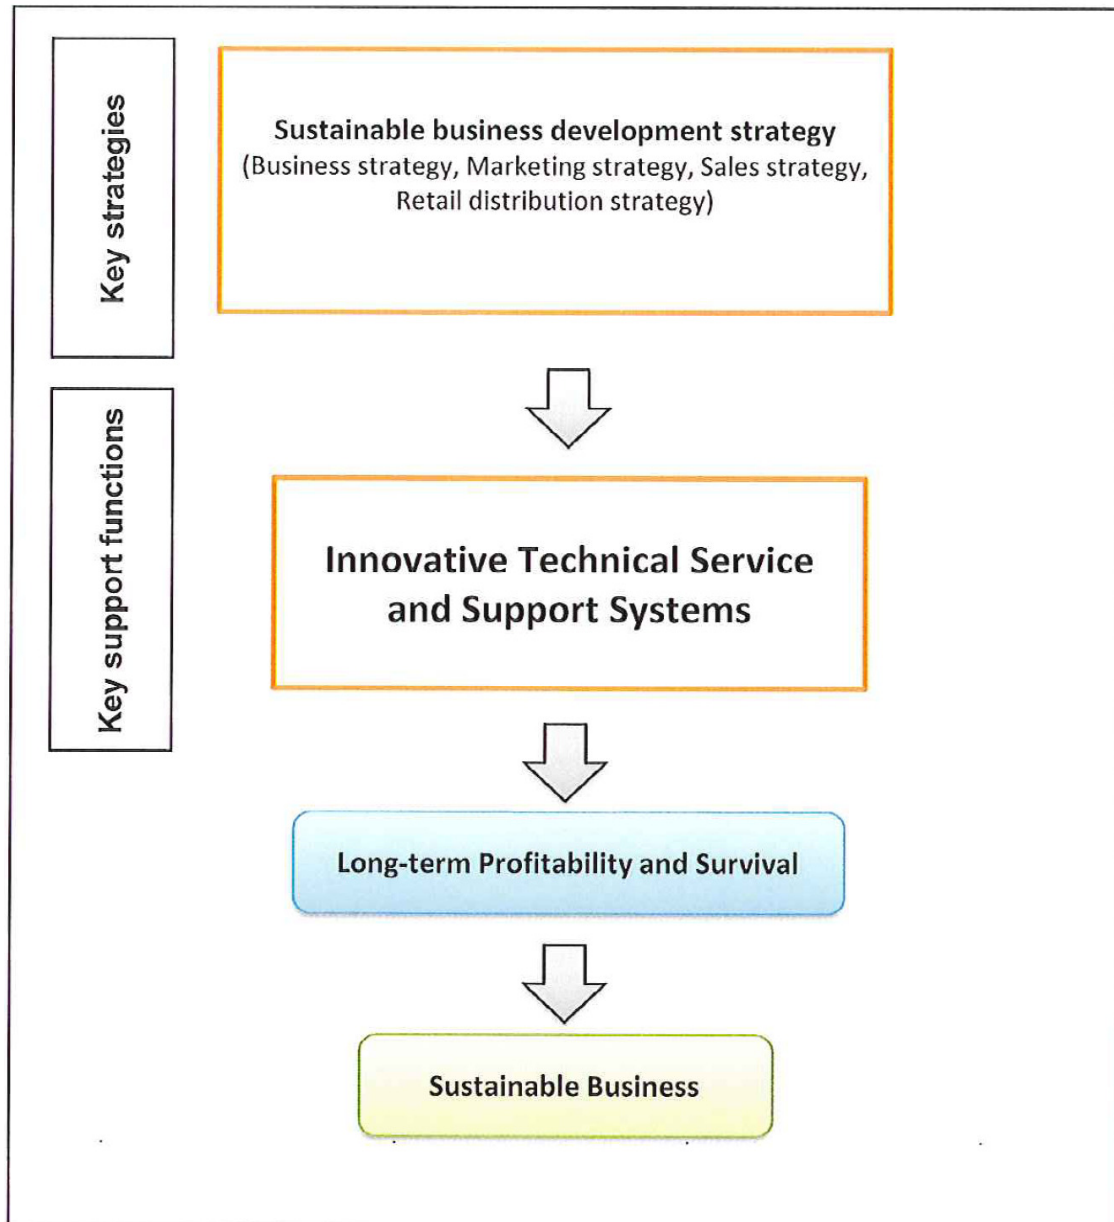 Key strategies
Sustainable business development strategy
(Business strategy, Marketing strategy, Sales strategy,
Retail distribution strategy)
Key support functions
Innovative Technical Service
and Support Systems
Long-term Profitability and Survival
Sustainable Business